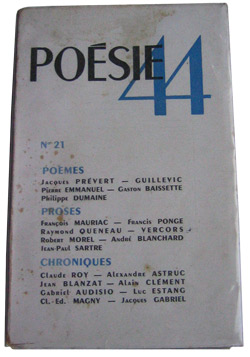 POÉSIE
44
N° 21
POÈMES
Jacques PRÉVERT — GUILLEVIC
Pierre EMMANUEL — Gaston BAISSETTE
Philippe DUMAINE
PROSES
François MAURIAC — Francis PONGE
Raymond QUENEAU — VERCORS
Robert MOREL — André BLANCHARD
Jean-Paul SARTRE
CHRONIQUES
Claude ROY — Alexandre ASTRUC
Jean BLANZAT — Alain CLÉMENT
Gabriel AUDISIO — Luc ESTANG
Cl.-Ed. MAGNY — Jacques GABRIEL